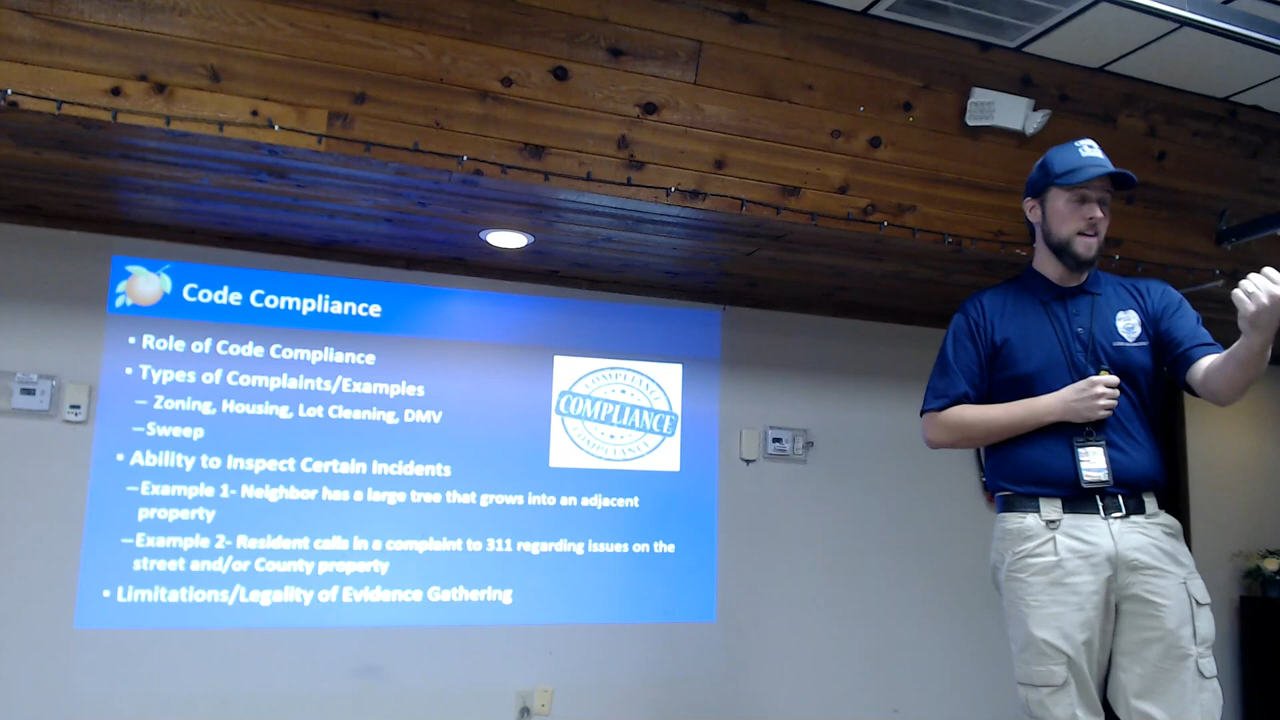 Code Compliance
▪ Role of Code Compliance
▪ Types of Complaints/Examples
– Zoning, Housing, Lot Cleaning, DMV
–Sweep
▪ Ability to Inspect Certain Incidents
–Example 1- Neighbor has a large tree that grows into an adjacent
property
–Example 2- Resident calls in a complaint to 311 regarding issues on the
street and/or County property
▪ Limitations/Legality of Evidence Gathering
COMPLIANCE
COMPLIANCE
COMPLIANCE